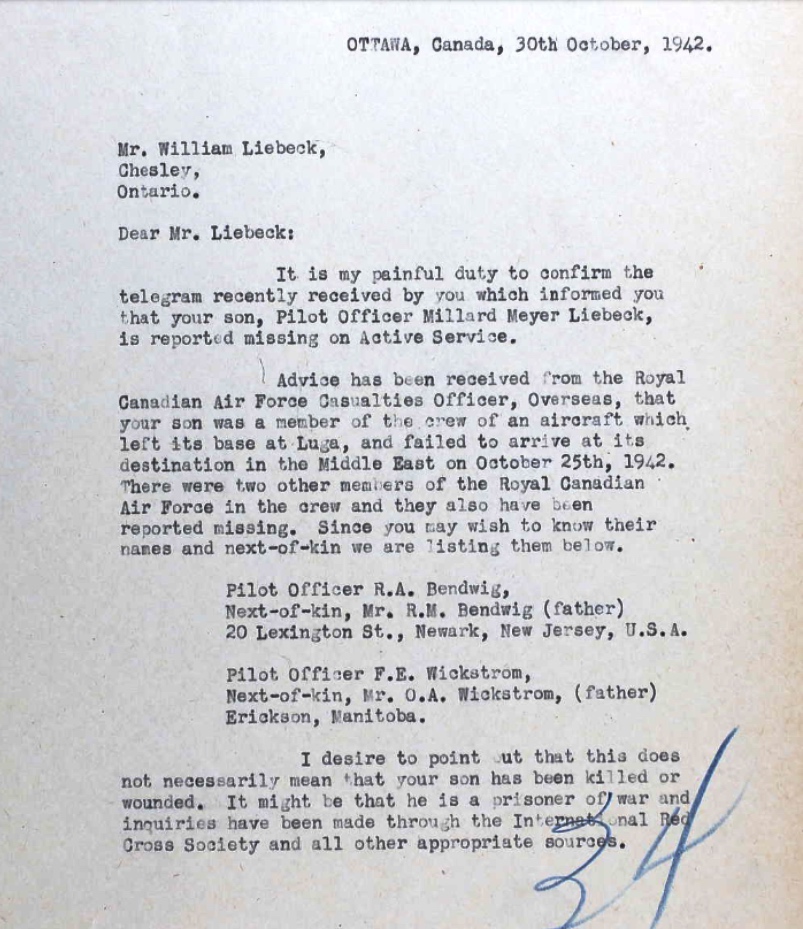 OTTAWA, Canada, 30th October, 1942.
Mr. William Liebeck,
Chesley,
Ontario.
Dear Mr. Liebeck:
It is my painful duty to confirm the
telegram recently received by you which informed you
that your son, Pilot Officer Millard Meyer Liebeck,
is reported missing on Active Service.
Advice has been received from the Royal
Canadian Air Force Casualties Officer, Overseas, that
your son was a member of the crew of an aircraft which
left its base at Luga, and failed to arrive at its
destination in the Middle East on October 25th, 1942.
There were two other members of the Royal Canadian
Air Force in the crew and they also have been
reported missing. Since you may wish to know their
names and next-of-kin we are listing them below.
Pilot Officer R.A. Bendwig,
Next-of-kin, Mr. R.M. Bendwig (father)
20 Lexington St., Newark, New Jersey, U.S.A.
Pilot Officer F.E. Wickstrom,
Next-of-kin, Mr. O.A. Wickstrom, (father)
Erickson, Manitoba.
I desire to point out that this does
not necessarily mean that your son has been killed or
wounded. It might be that he is a prisoner of war and
inquiries have been made through the International Red
Cross Society and all other appropriate sources.
34